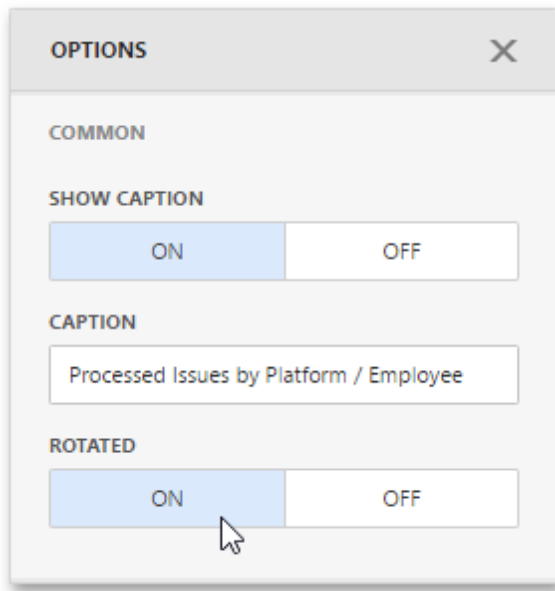 OPTIONS
COMMON
SHOW CAPTION
ON OFF
CAPTION
Processed Issues by Platform / Employee
ROTATED
ON OFF